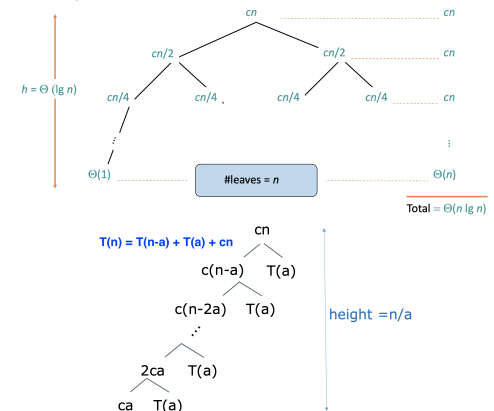 cn cn
cn/2 cn/2 cn
h = Θ (lg n) cn/4 cn/4 cn/4 cn/4 cn
⋮ ⋮
Θ(1) #leaves = n Θ(n)
Total = Θ(n lg n)
cn
T(n) = T(n-a) + T(a) + cn
c(n-a) T(a)
c(n-2a) T(a)
height =n/a
⋰
2ca T(a)
ca T(a)